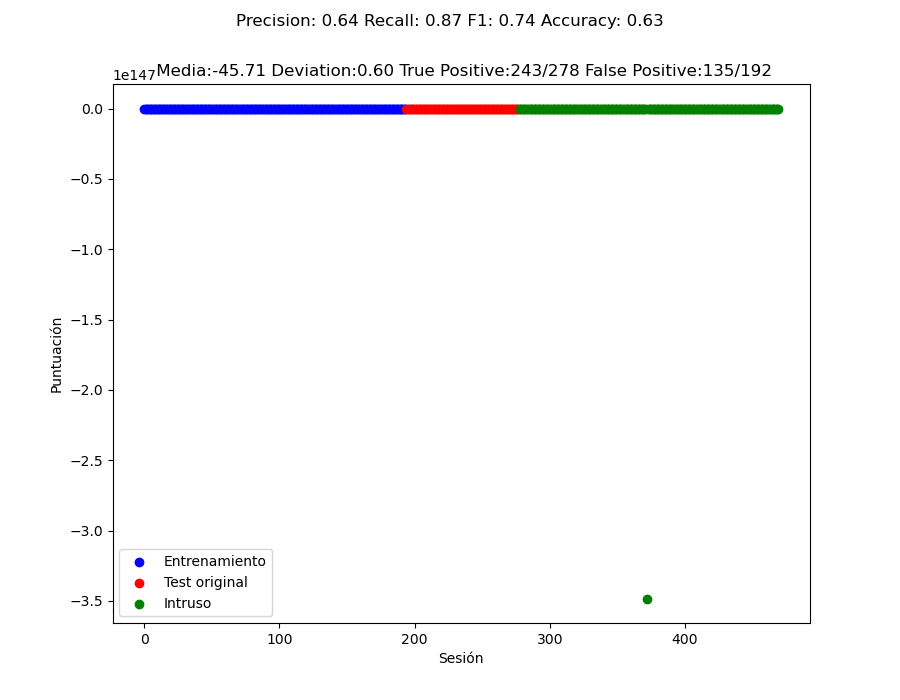 Precision: 0.64 Recall: 0.87 F1: 0.74 Accuracy: 0.63
1e147
Media:-45.71 Deviation:0.60 True Positive:243/278 False Positive:135/192
0.0
−0.5
−1.0
−1.5
−2.0
−2.5
−3.0
−3.5
Puntuación
Entrenamiento
Test original
Intruso
0 100 200 300 400
Sesión